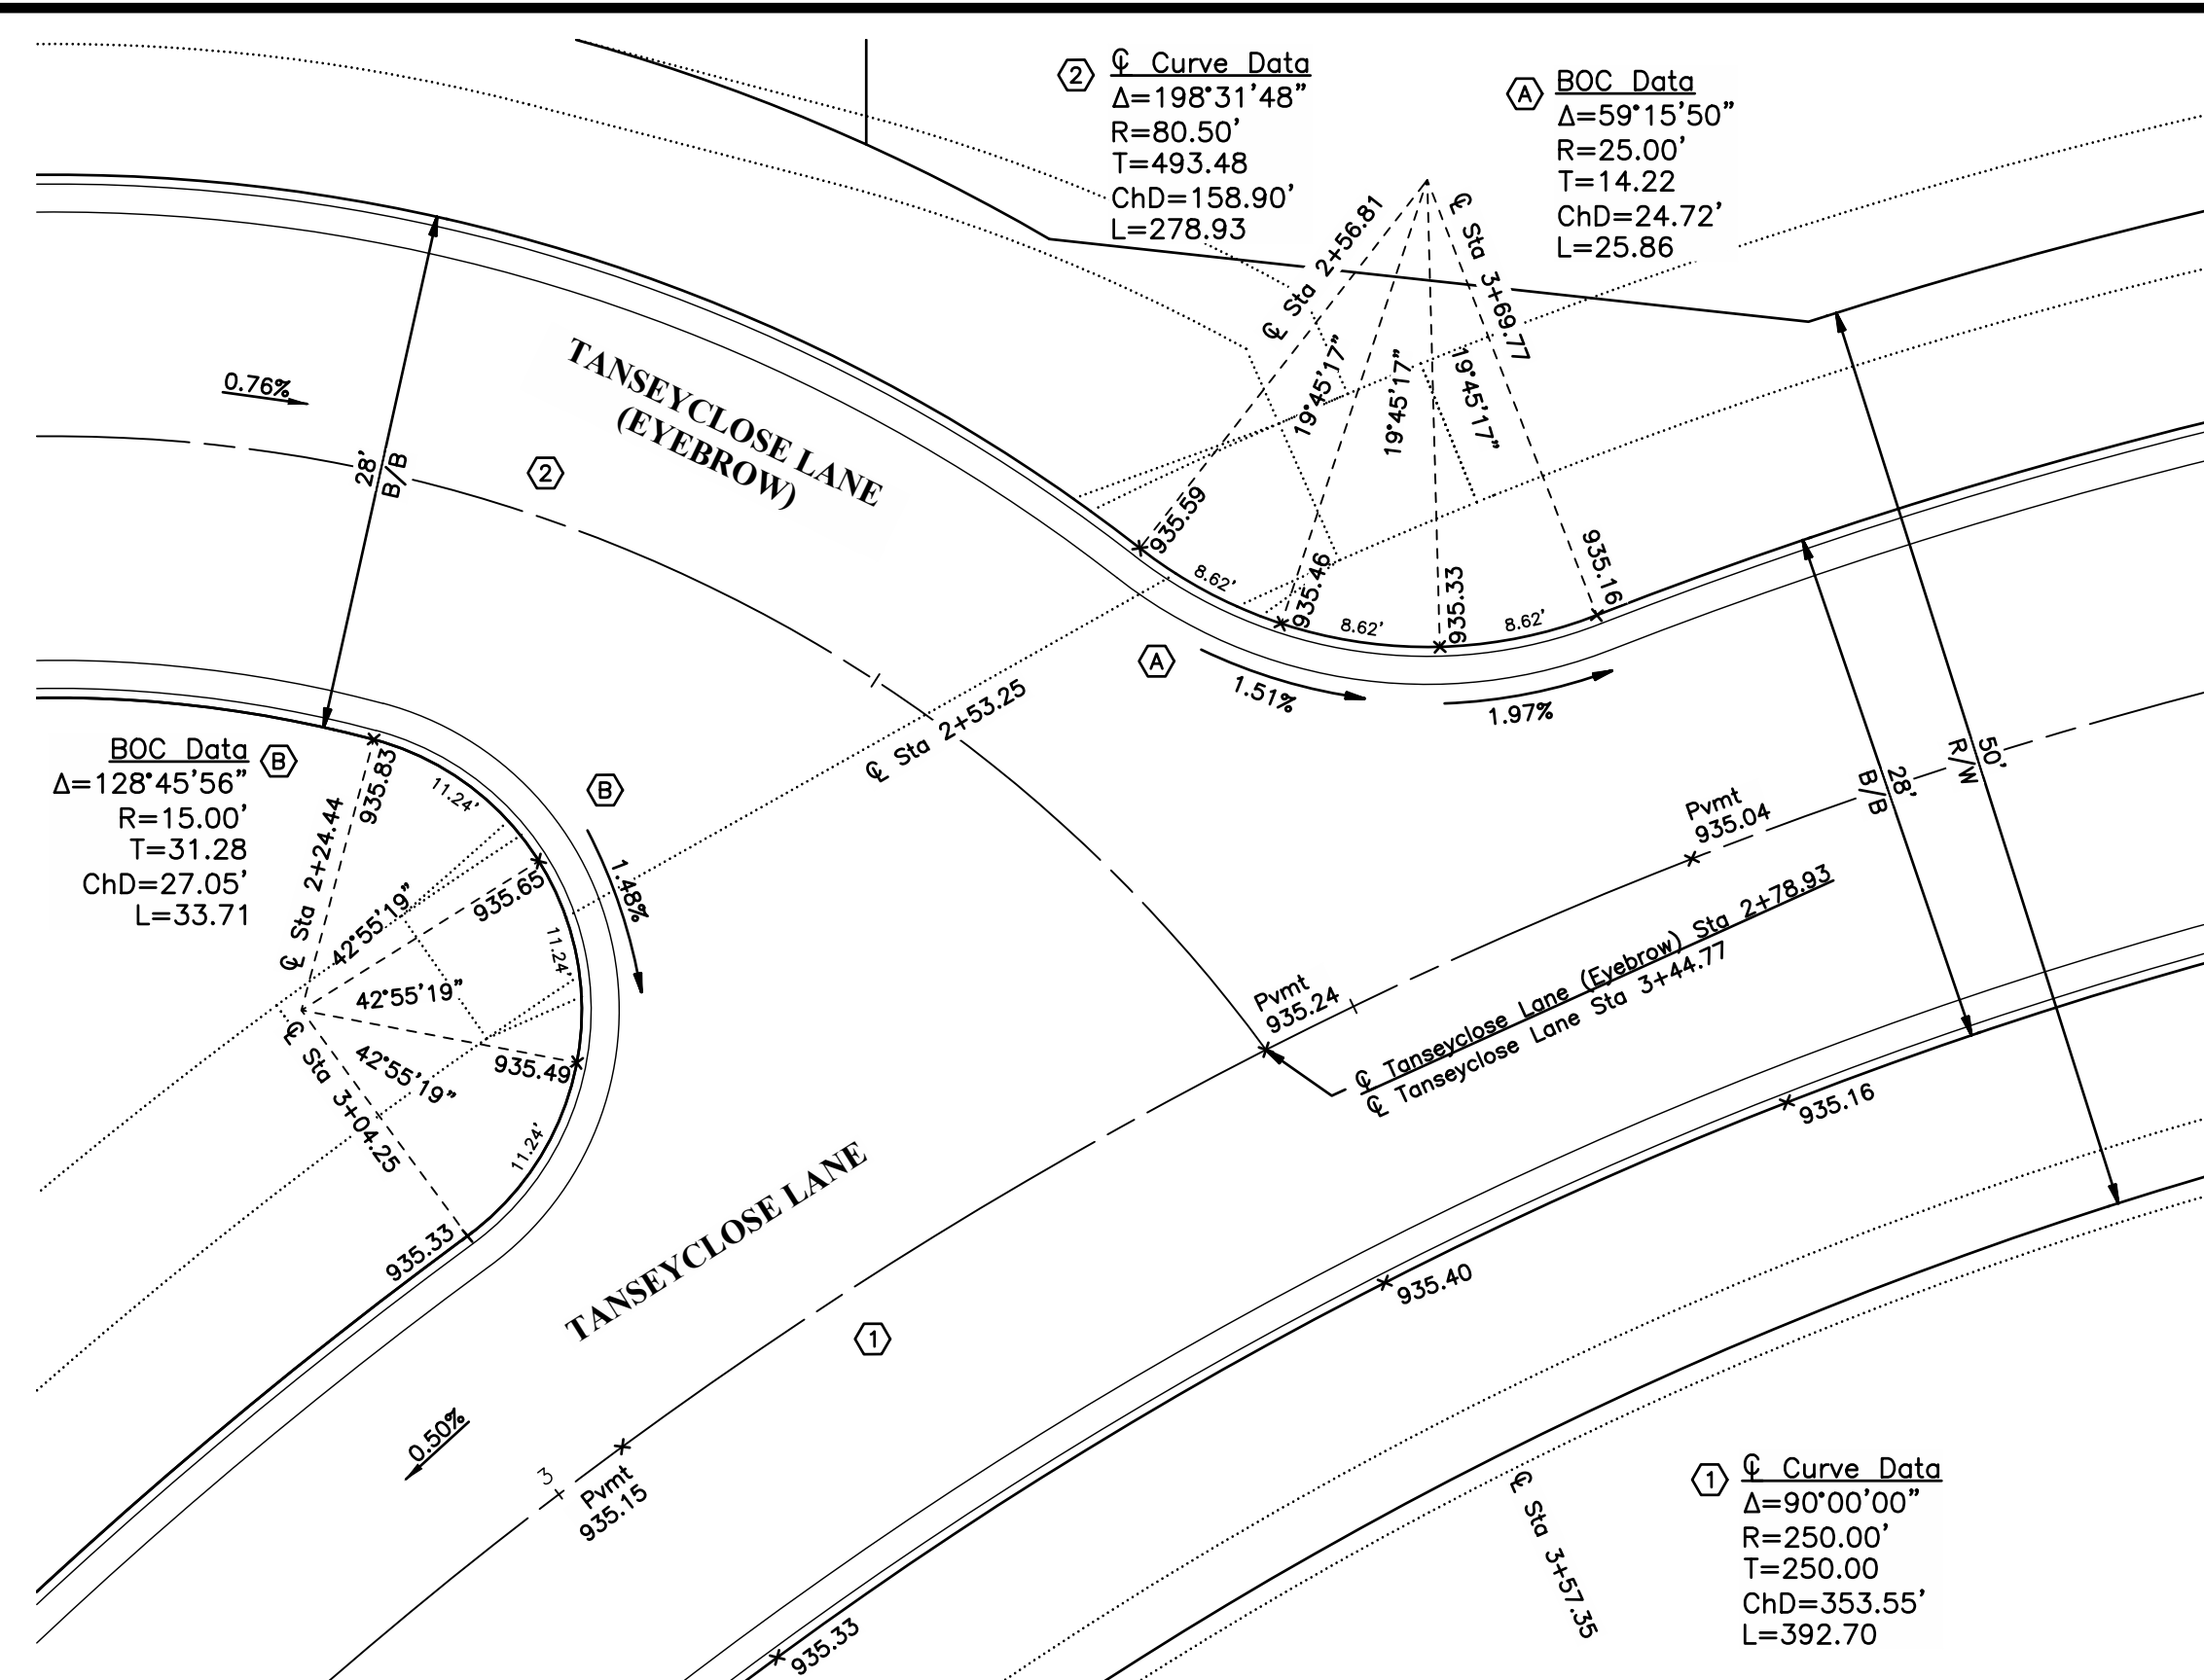 2
℄ Curve Data
Δ=198°31'48"
R=80.50'
T=493.48
ChD=158.90'
L=278.93
A
BOC Data
Δ=59°15'50"
R=25.00'
T=14.22
ChD=24.72'
L=25.86
℄ Sta 2+56.81
℄ Sta 3+69.77
19°45'17"
19°45'17"
19°45'17"
TANSEYCLOSE LANE
(EYEBROW)
0.76%
28'
B/B
2
935.59
935.46
935.33
935.16
8.62'
8.62'
8.62'
A
1.51%
1.97%
℄ Sta 2+53.25
BOC Data
B
Δ=128°45'56"
R=15.00'
T=31.28
ChD=27.05'
L=33.71
℄ Sta 2+24.44
935.83
11.24'
B
1.48%
935.65
42°55'19"
11.24'
42°55'19"
935.49
42°55'19"
℄ Sta 3+04.25
11.24'
935.33
50'
R/W
28'
B/B
Pvmt
935.04
Pvmt
935.24
℄ Tanseyclose Lane (Eyebrow) Sta 2+78.93
℄ Tanseyclose Lane Sta 3+44.77
935.16
935.40
TANSEYCLOSE LANE
1
0.50%
3
Pvmt
935.15
935.33
℄ Sta 3+57.35
1
℄ Curve Data
Δ=90°00'00"
R=250.00'
T=250.00
ChD=353.55'
L=392.70